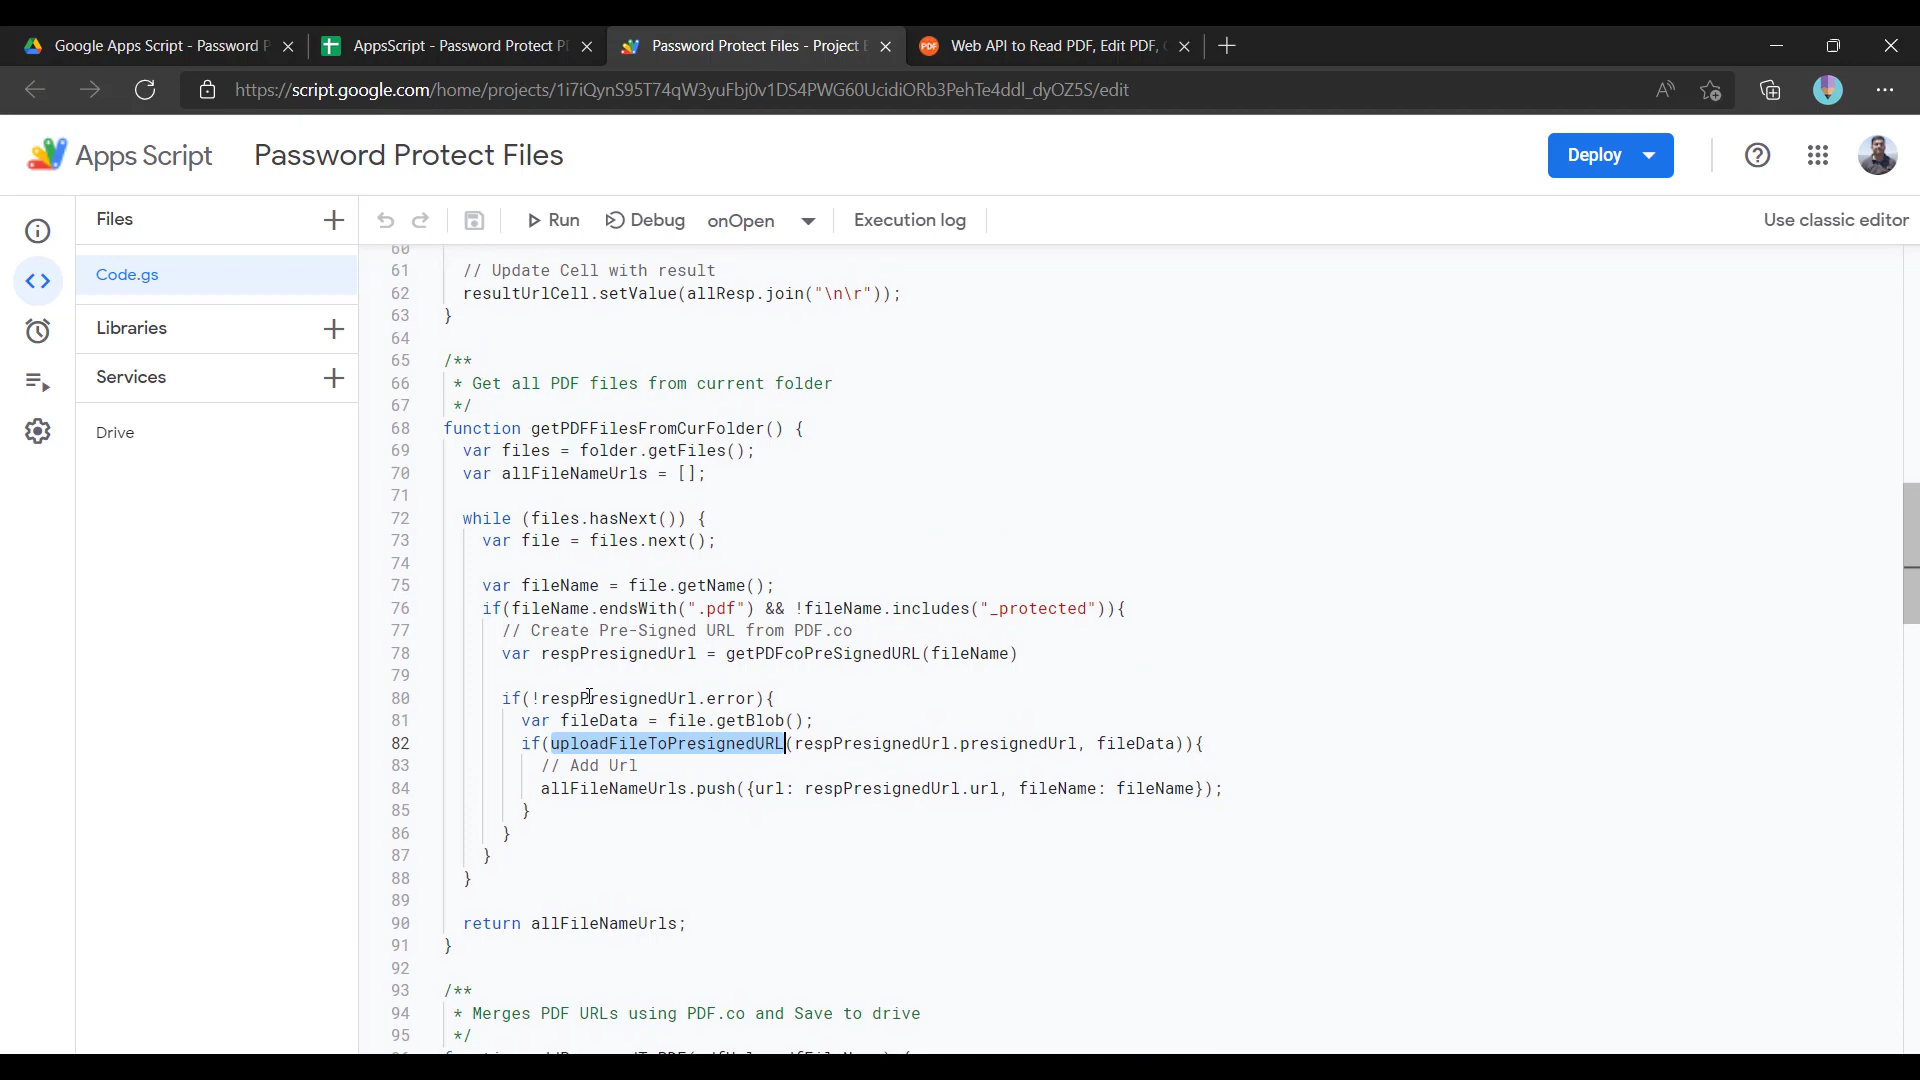 Google Apps Script - Password P
AppsScript - Password Protect P
Password Protect Files - Project E
PDF
Web API to Read PDF, Edit PDF,
https://script.google.com/home/projects/1i7iQynS95T74qW3yuFbj0v1DS4PWG60UcidiORb3PehTe4ddl_dyOZ5S/edit
Apps Script
Password Protect Files
Deploy
Files
Run
Debug
onOpen
Execution log
Use classic editor
Code.gs
Libraries
Services
Drive
60
61 // Update Cell with result
62 resultUrlCell.setValue(allResp.join("\n\r"));
63 }
64
65 /**
66 * Get all PDF files from current folder
67 */
68 function getPDFFilesFromCurFolder() {
69 var files = folder.getFiles();
70 var allFileNameUrls = [];
71
72 while (files.hasNext()) {
73 var file = files.next();
74
75 var fileName = file.getName();
76 if(fileName.endsWith(".pdf") && !fileName.includes("_protected")){
77 // Create Pre-Signed URL from PDF.co
78 var respPresignedUrl = getPDFcoPreSignedURL(fileName)
79
80 if(!respPresignedUrl.error){
81 var fileData = file.getBlob();
82 if(uploadFileToPresignedURL(respPresignedUrl.presignedUrl, fileData)){
83 // Add Url
84 allFileNameUrls.push({url: respPresignedUrl.url, fileName: fileName});
85 }
86 }
87 }
88 }
89
90 return allFileNameUrls;
91 }
92
93 /**
94 * Merges PDF URLs using PDF.co and Save to drive
95 */